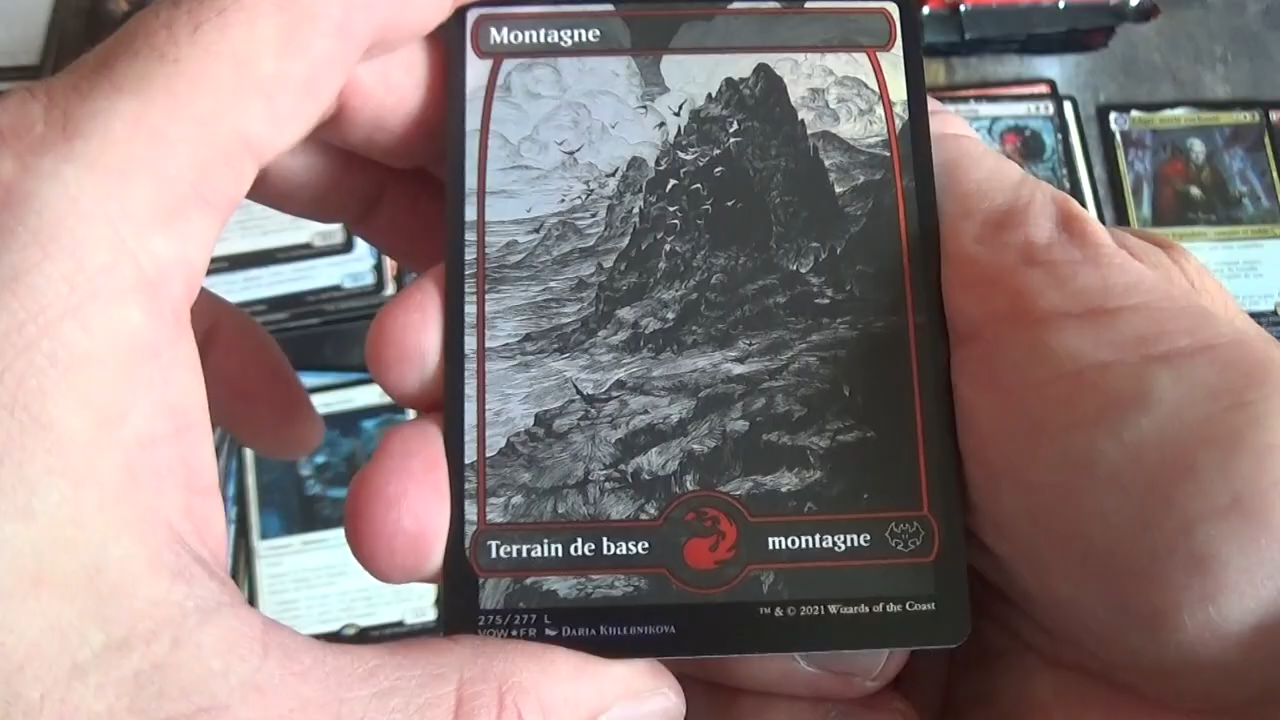 Montagne
Terrain de base montagne
275/277 L
™ & © 2021 Wizards of the Coast
VOW★FR DARIA KHLEBNIKOVA